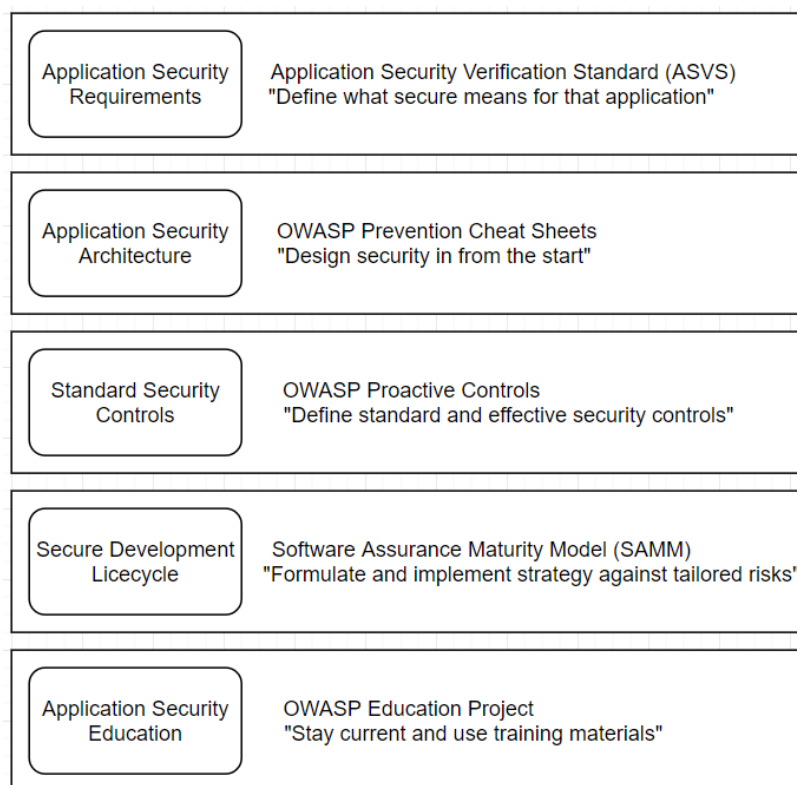 Application Security
Requirements
Application Security Verification Standard (ASVS)
"Define what secure means for that application"
Application Security
Architecture
OWASP Prevention Cheat Sheets
"Design security in from the start"
Standard Security
Controls
OWASP Proactive Controls
"Define standard and effective security controls"
Secure Development
Licecycle
Software Assurance Maturity Model (SAMM)
"Formulate and implement strategy against tailored risks"
Application Security
Education
OWASP Education Project
"Stay current and use training materials"